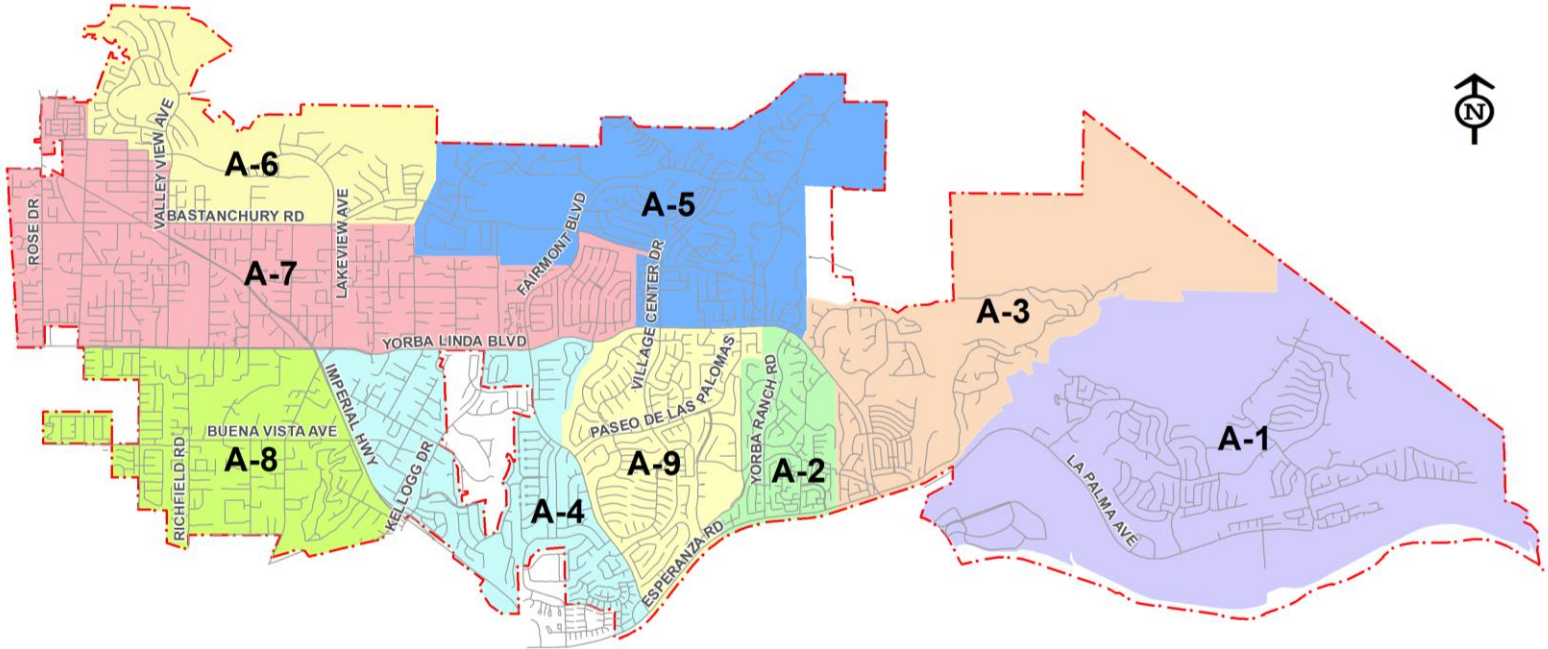 N
VALLEY VIEW AVE
A-6
A-5
ROSE DR
BASTANCHURY RD
LAKEVIEW AVE
FAIRMONT BLVD
VILLAGE CENTER DR
A-7
A-3
YORBA LINDA BLVD
IMPERIAL HWY
PASEO DE LAS PALOMAS
YORBA RANCH RD
BUENA VISTA AVE
A-8
RICHFIELD RD
KELLOGG DR
A-4
A-9
A-2
A-1
LA PALMA AVE
ESPERANZA RD